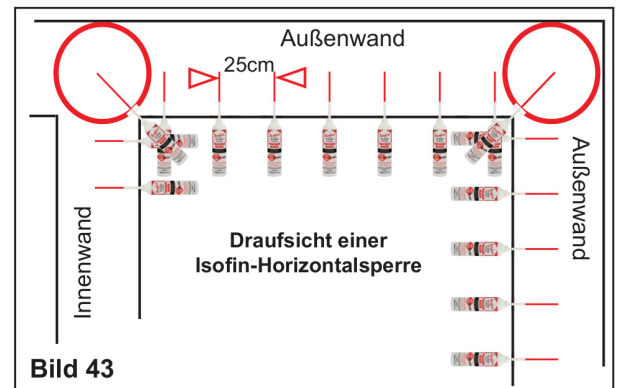 Außenwand
25cm
Innenwand
Außenwand
Draufsicht einer
Isofin-Horizontalsperre
Bild 43